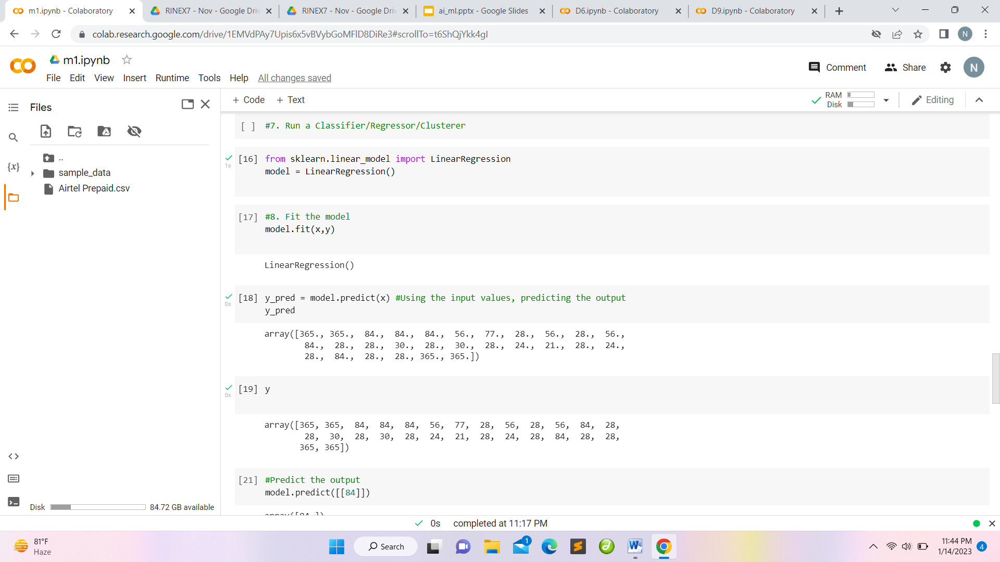 m1.ipynb - Colaboratory
RINEX7 - Nov - Google Driv
RINEX7 - Nov - Google Driv
ai_ml.pptx - Google Slides
D6.ipynb - Colaboratory
D9.ipynb - Colaboratory
colab.research.google.com/drive/1EMVdPAy7Upis6x5vBVybGoMFlD8DiRe3#scrollTo=t6ShQjYkk4gI
N
m1.ipynb
Comment
Share
N
File Edit View Insert Runtime Tools Help All changes saved
Files
+ Code + Text
RAM
Disk
Editing
..
sample_data
Airtel Prepaid.csv
{x}
[ ] #7. Run a Classifier/Regressor/Clusterer
[16] from sklearn.linear_model import LinearRegression
1s
model = LinearRegression()
[17] #8. Fit the model
model.fit(x,y)
LinearRegression()
[18] y_pred = model.predict(x) #Using the input values, predicting the output
0s
y_pred
array([365., 365., 84., 84., 84., 56., 77., 28., 56., 28., 56.,
84., 28., 28., 30., 28., 30., 28., 24., 21., 28., 24.,
28., 84., 28., 28., 365., 365.])
[19] y
0s
array([365, 365, 84, 84, 84, 56, 77, 28, 56, 28, 56, 84, 28,
28, 30, 28, 30, 28, 24, 21, 28, 24, 28, 84, 28, 28,
365, 365])
[21] #Predict the output
model.predict([[84]])
array([84.])
Disk 84.72 GB available
0s completed at 11:17 PM
81°F
Haze
Search
1
11:44 PM
1/14/2023
4